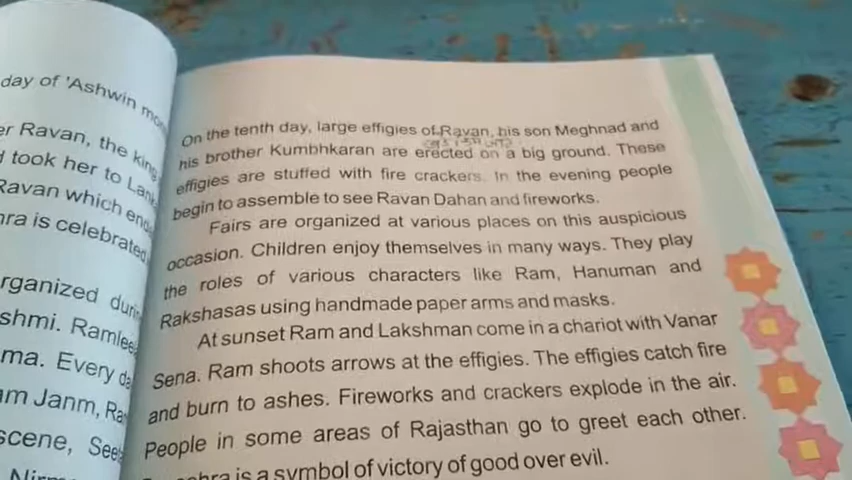 day of 'Ashwin
er Ravan, the king
took her to Lanka
Ravan which
ra is celebrated
rganized
shmi.
ma. Every
am Janm,
scene,
On the tenth day, large effigies of Ravan, his son Meghnad and
his brother Kumbhkaran are erected on a big ground. These
effigies are stuffed with fire crackers. In the evening people
begin to assemble to see Ravan Dahan and fireworks.
Fairs are organized at various places on this auspicious
occasion. Children enjoy themselves in many ways. They play
the roles of various characters like Ram, Hanuman and
Rakshasas using handmade paper arms and masks.
At sunset Ram and Lakshman come in a chariot with Vanar
Sena. Ram shoots arrows at the effigies. The effigies catch fire
and burn to ashes. Fireworks and crackers explode in the air.
People in some areas of Rajasthan go to greet each other.
is a symbol of victory of good over evil.